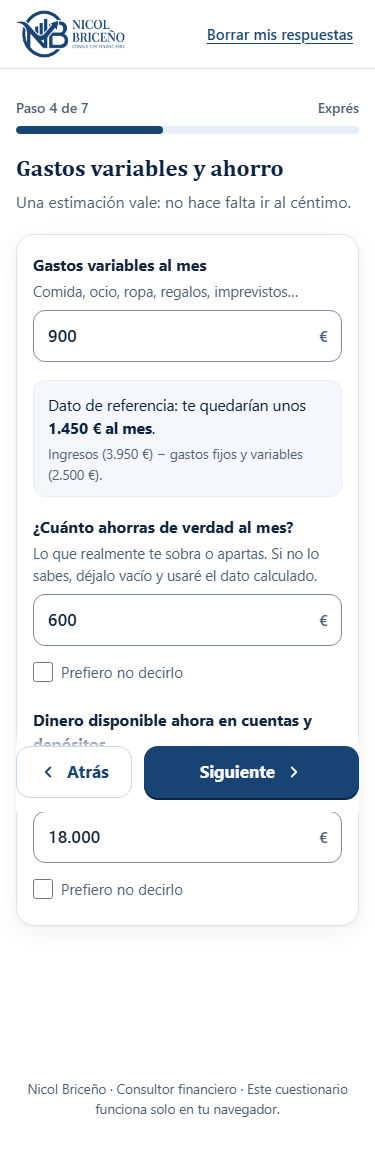 NICOL
BRICEÑO
CONSULTOR FINANCIERO
Borrar mis respuestas
Paso 4 de 7
Exprés
Gastos variables y ahorro
Una estimación vale: no hace falta ir al céntimo.
Gastos variables al mes
Comida, ocio, ropa, regalos, imprevistos…
900 €
Dato de referencia: te quedarían unos
1.450 € al mes.
Ingresos (3.950 €) − gastos fijos y variables
(2.500 €).
¿Cuánto ahorras de verdad al mes?
Lo que realmente te sobra o apartas. Si no lo
sabes, déjalo vacío y usaré el dato calculado.
600 €
Prefiero no decirlo
Dinero disponible ahora en cuentas y
depósitos
Atrás
Siguiente
18.000 €
Prefiero no decirlo
Nicol Briceño · Consultor financiero · Este cuestionario
funciona solo en tu navegador.